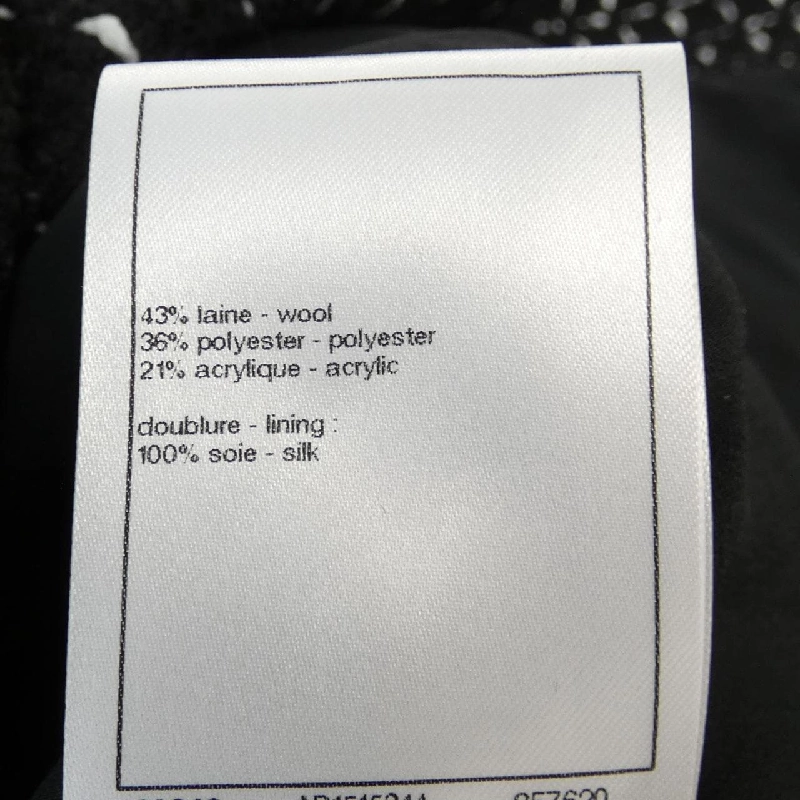 43% laine - wool
36% polyester - polyester
21% acrylique - acrylic
doublure - lining :
100% soie - silk